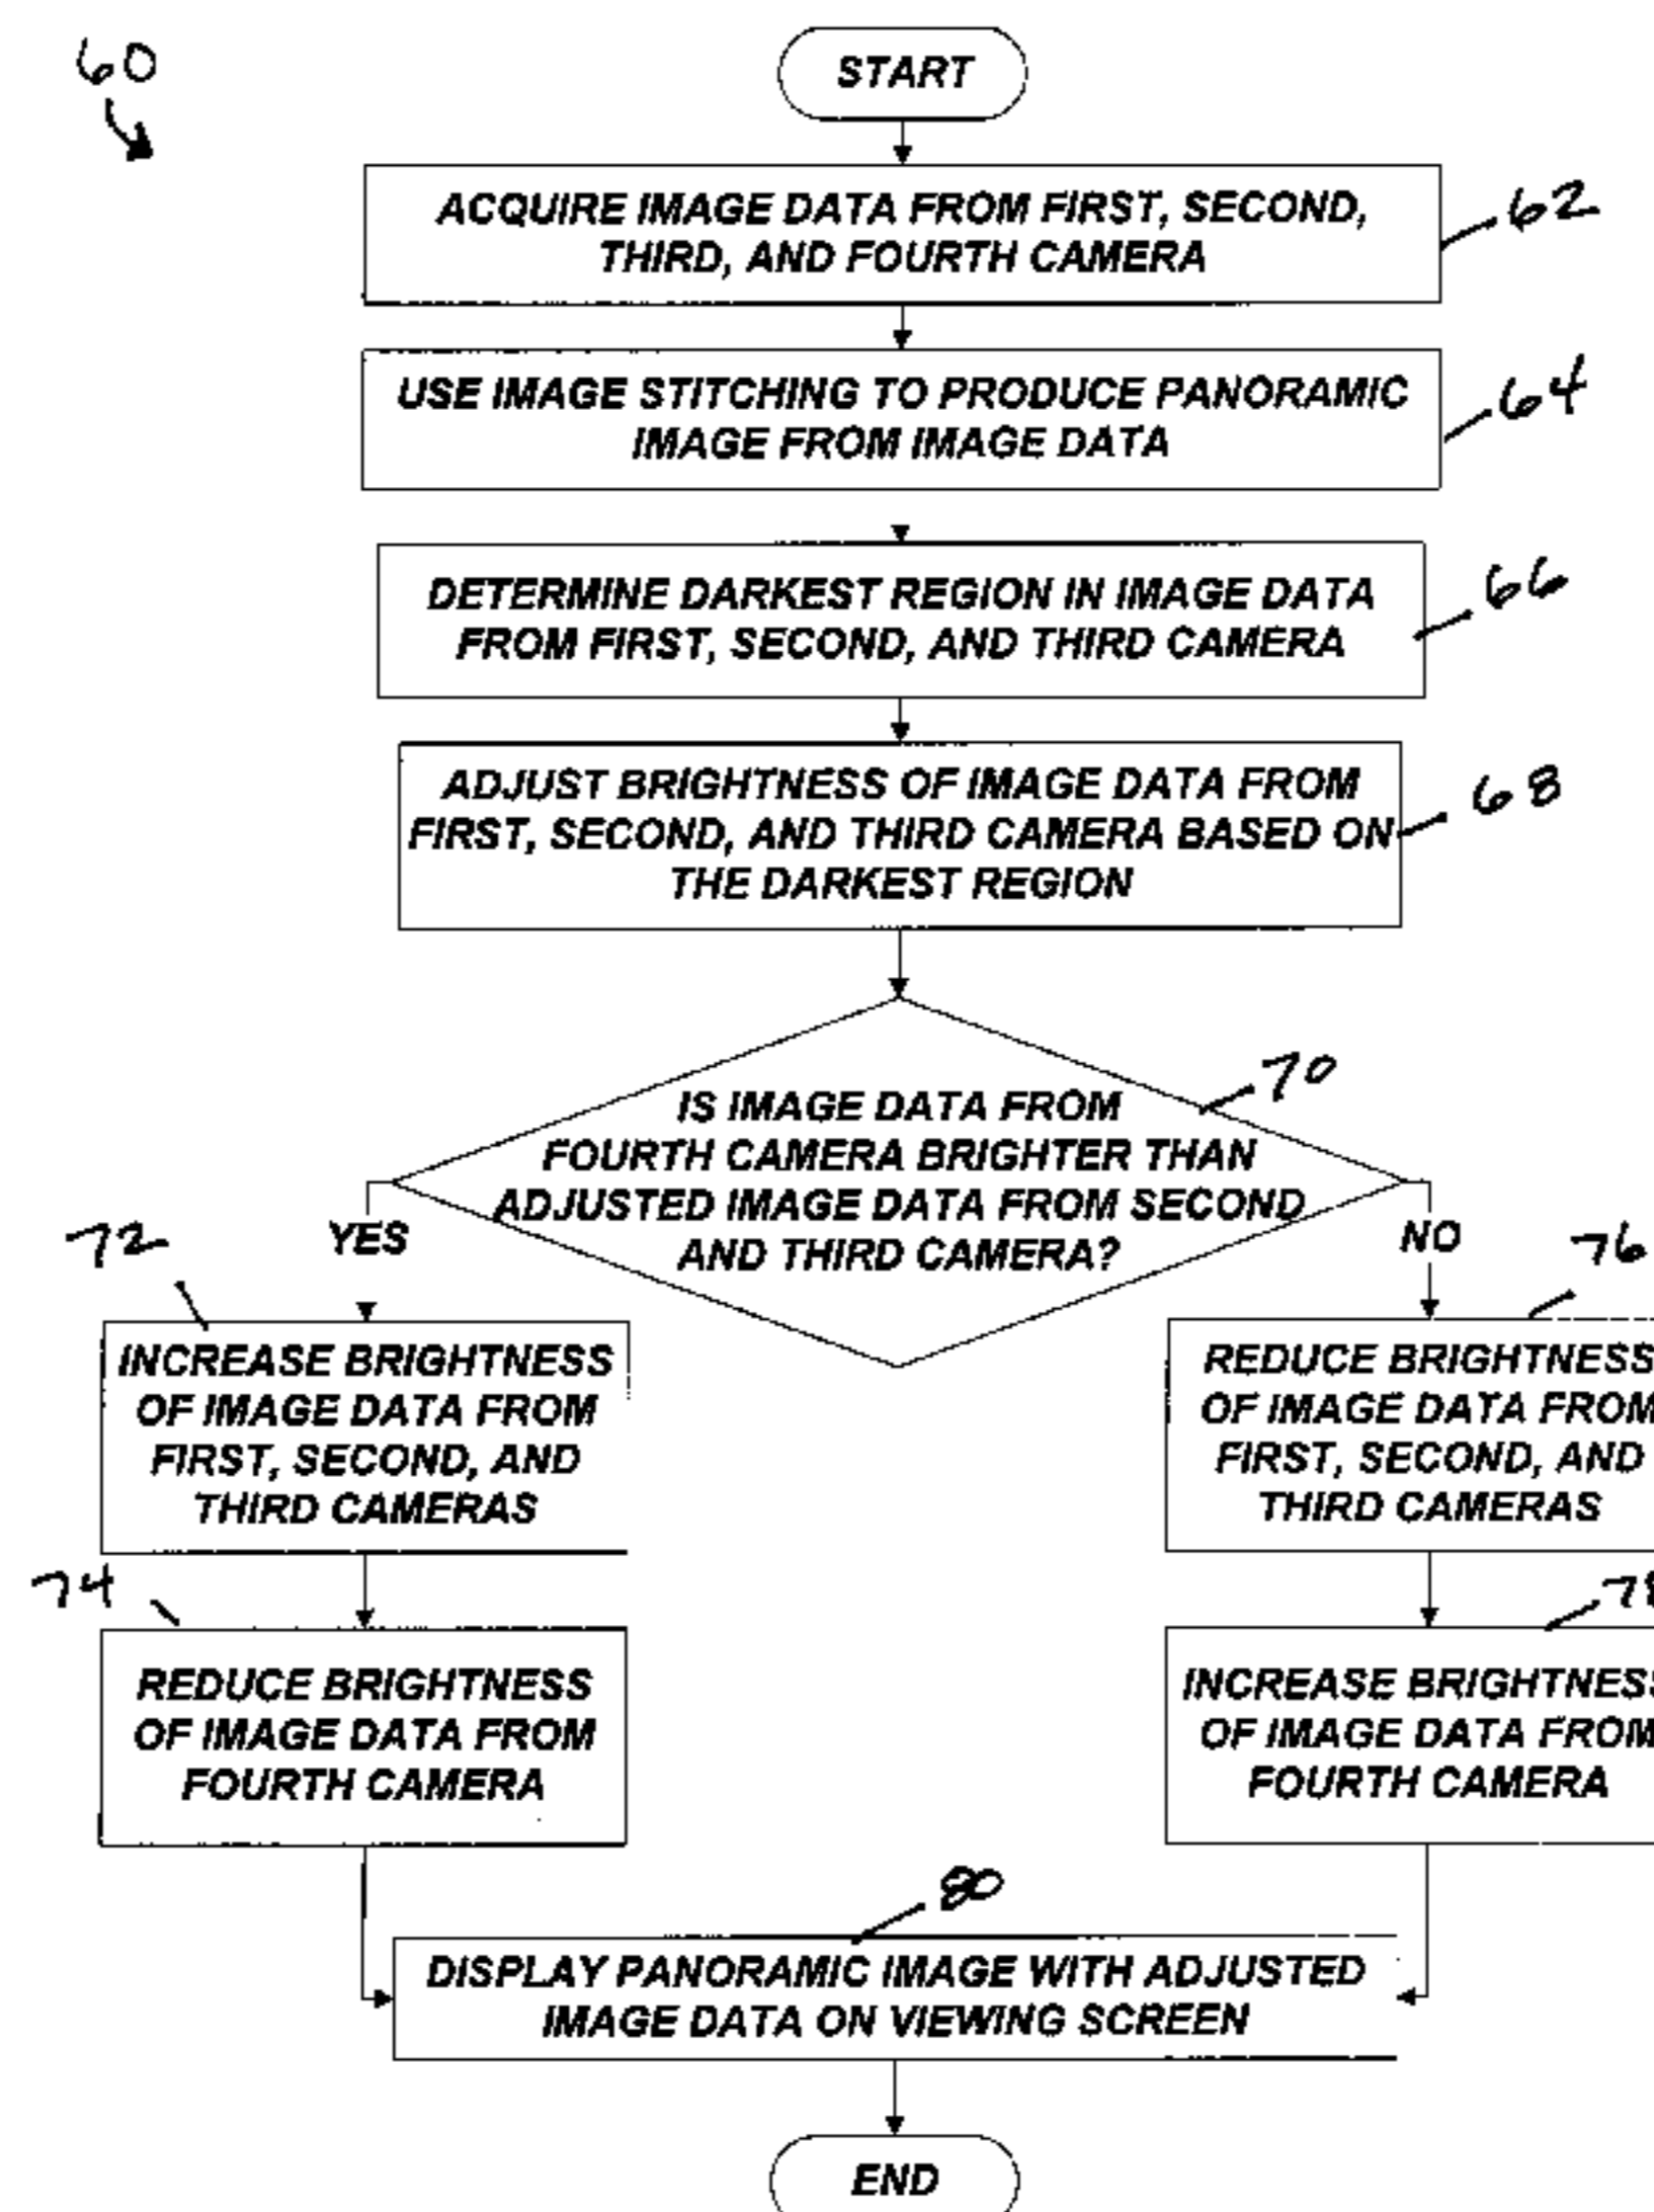 60
START
ACQUIRE IMAGE DATA FROM FIRST, SECOND,
THIRD, AND FOURTH CAMERA
62
USE IMAGE STITCHING TO PRODUCE PANORAMIC
IMAGE FROM IMAGE DATA
64
DETERMINE DARKEST REGION IN IMAGE DATA
FROM FIRST, SECOND, AND THIRD CAMERA
66
ADJUST BRIGHTNESS OF IMAGE DATA FROM
FIRST, SECOND, AND THIRD CAMERA BASED ON
THE DARKEST REGION
68
70
IS IMAGE DATA FROM
FOURTH CAMERA BRIGHTER THAN
ADJUSTED IMAGE DATA FROM SECOND
AND THIRD CAMERA?
YES
NO
72
INCREASE BRIGHTNESS
OF IMAGE DATA FROM
FIRST, SECOND, AND
THIRD CAMERAS
76
REDUCE BRIGHTNESS
OF IMAGE DATA FROM
FIRST, SECOND, AND
THIRD CAMERAS
74
REDUCE BRIGHTNESS
OF IMAGE DATA FROM
FOURTH CAMERA
INCREASE BRIGHTNESS
OF IMAGE DATA FROM
FOURTH CAMERA
80
DISPLAY PANORAMIC IMAGE WITH ADJUSTED
IMAGE DATA ON VIEWING SCREEN
END